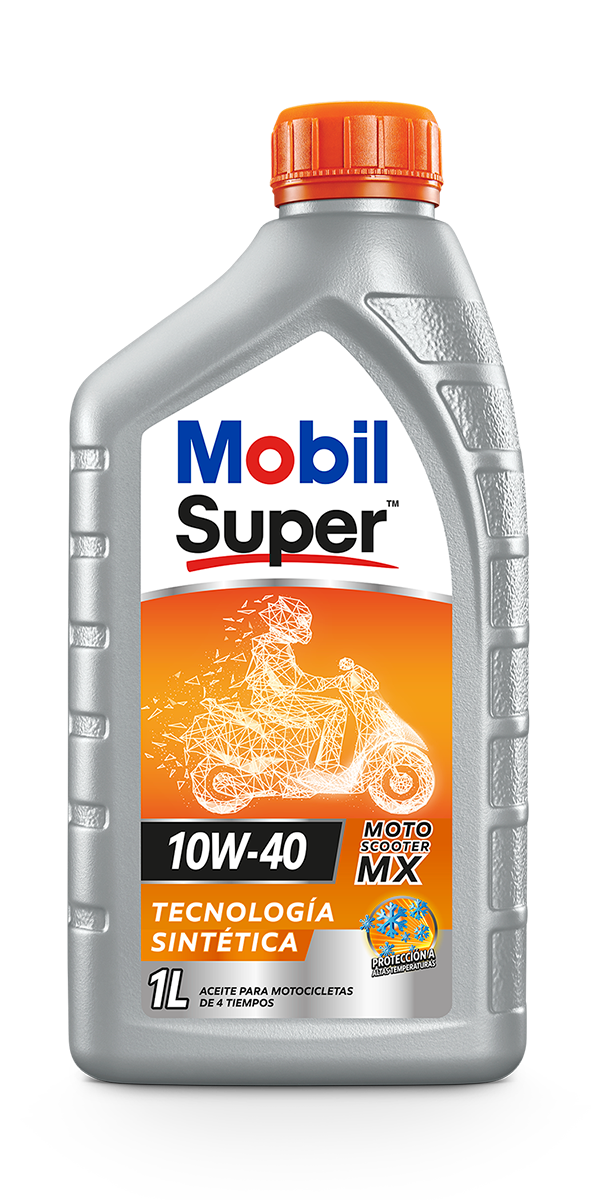 Mobil
Super™
10W-40
MOTO
SCOOTER
MX
TECNOLOGÍA
SINTÉTICA
PROTECCIÓN A
ALTAS TEMPERATURAS
1L
ACEITE PARA MOTOCICLETAS
DE 4 TIEMPOS